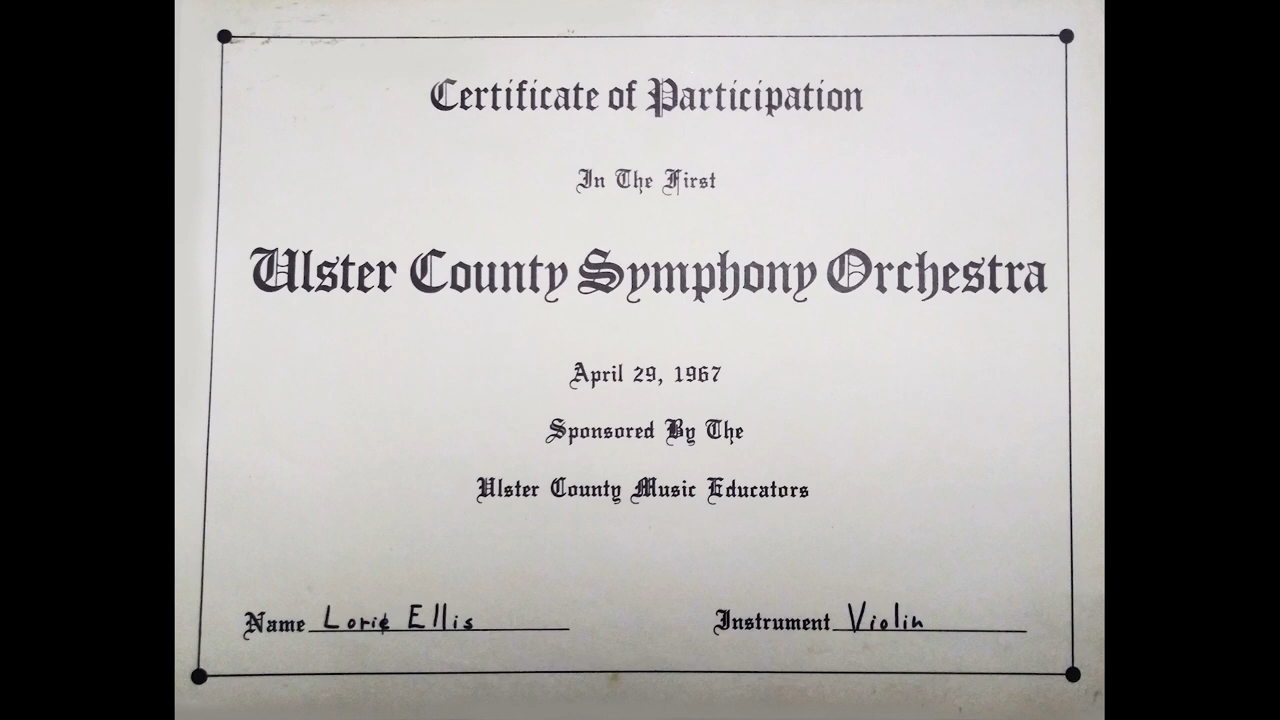 Certificate of Participation
In The First
Ulster County Symphony Orchestra
April 29, 1967
Sponsored By The
Ulster County Music Educators
Name Lorie Ellis
Instrument Violin